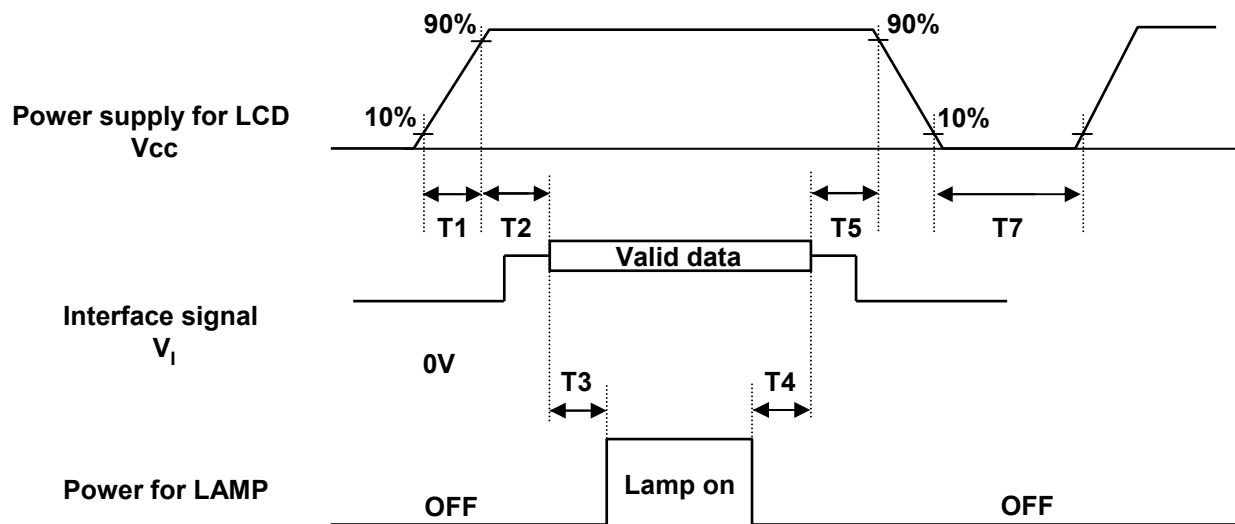 90%
90%
Power supply for LCD
Vcc
10%
10%
T1
T2
T5
T7
Valid data
Interface signal
VI
0V
T3
T4
Power for LAMP
OFF
Lamp on
OFF